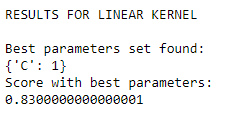 RESULTS FOR LINEAR KERNEL
Best parameters set found:
{'C': 1}
Score with best parameters:
0.8300000000000001